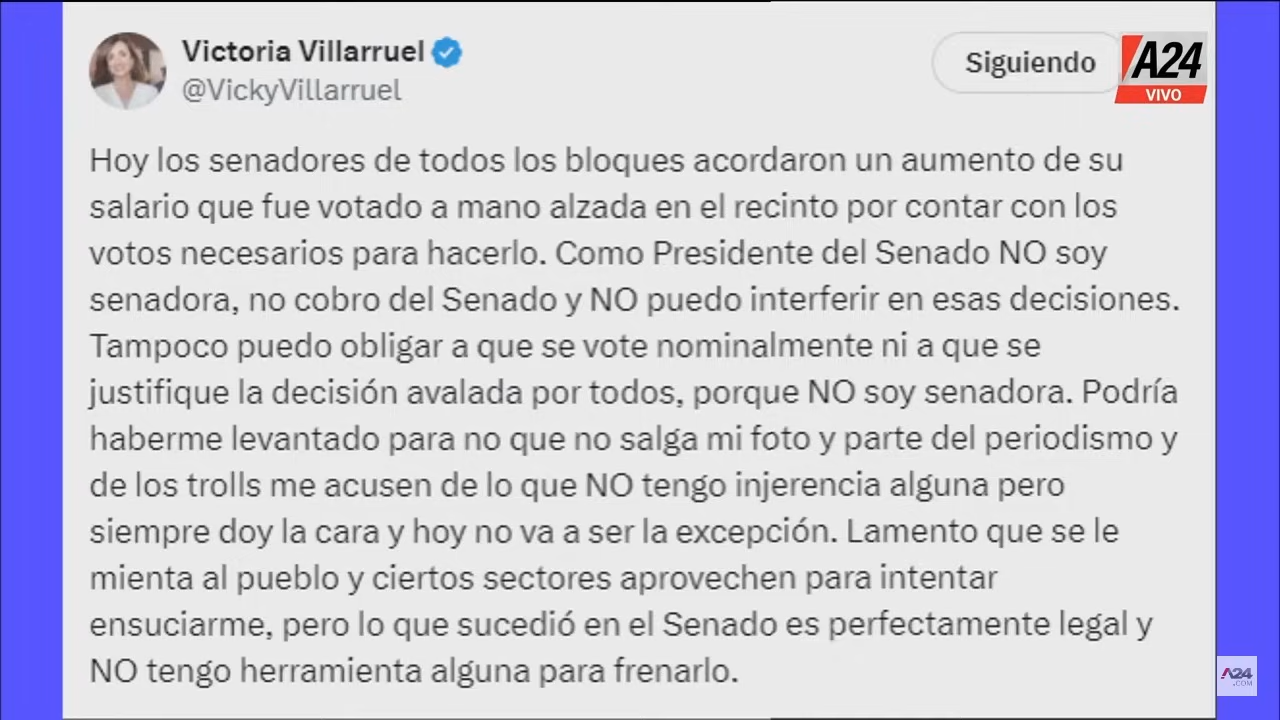 Victoria Villarruel
@VickyVillarruel
Siguiendo
A24
VIVO
Hoy los senadores de todos los bloques acordaron un aumento de su
salario que fue votado a mano alzada en el recinto por contar con los
votos necesarios para hacerlo. Como Presidente del Senado NO soy
senadora, no cobro del Senado y NO puedo interferir en esas decisiones.
Tampoco puedo obligar a que se vote nominalmente ni a que se
justifique la decisión avalada por todos, porque NO soy senadora. Podría
haberme levantado para no que no salga mi foto y parte del periodismo y
de los trolls me acusen de lo que NO tengo injerencia alguna pero
siempre doy la cara y hoy no va a ser la excepción. Lamento que se le
mienta al pueblo y ciertos sectores aprovechen para intentar
ensuciarme, pero lo que sucedió en el Senado es perfectamente legal y
NO tengo herramienta alguna para frenarlo.
A24
.COM